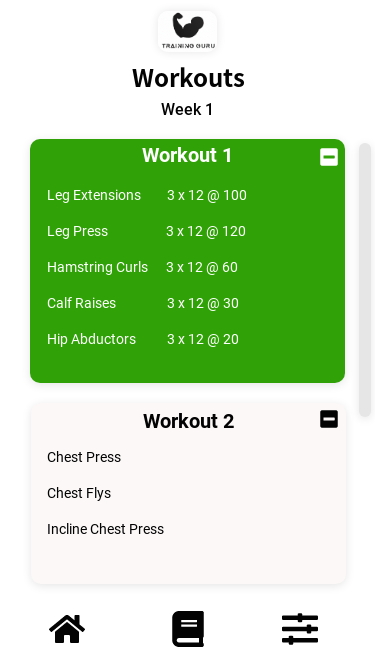 TRAINING GURU
Workouts
Week 1
Workout 1
Leg Extensions 3 x 12 @ 100
Leg Press 3 x 12 @ 120
Hamstring Curls 3 x 12 @ 60
Calf Raises 3 x 12 @ 30
Hip Abductors 3 x 12 @ 20
Workout 2
Chest Press
Chest Flys
Incline Chest Press